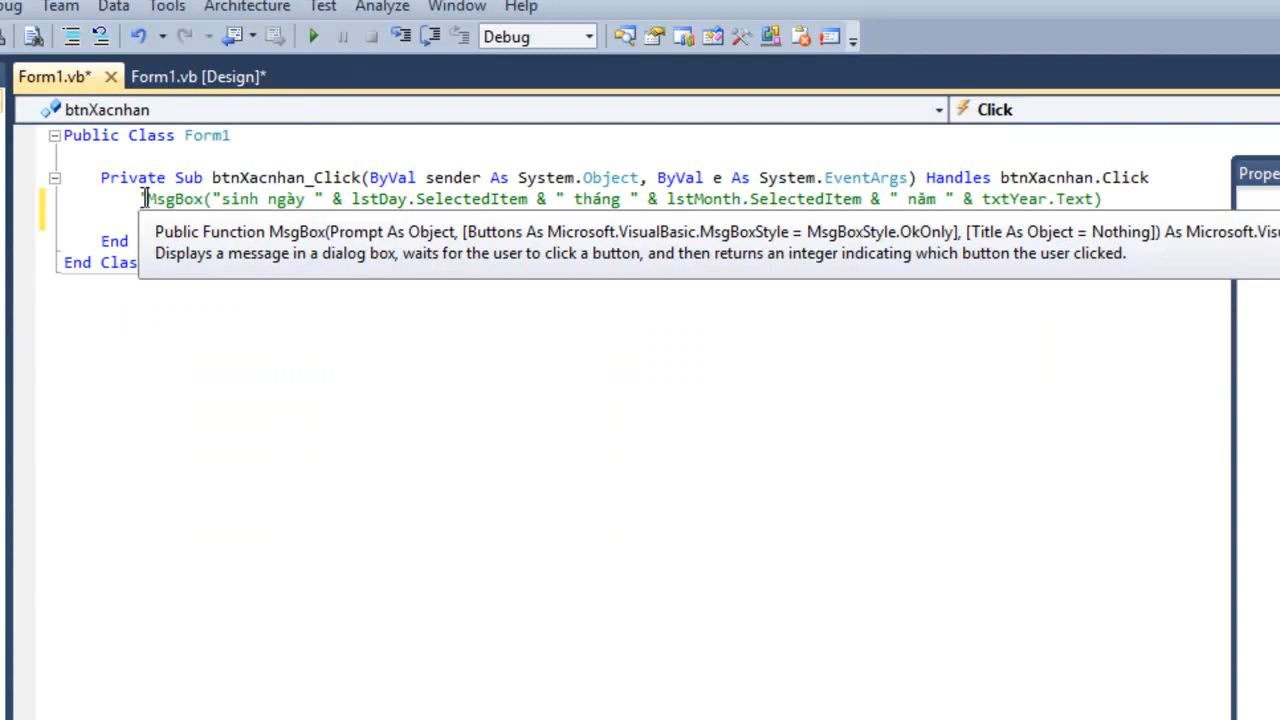 bug Team Data Tools Architecture Test Analyze Window Help
Debug
Form1.vb* Form1.vb [Design]*
btnXacnhan Click
Public Class Form1
Private Sub btnXacnhan_Click(ByVal sender As System.Object, ByVal e As System.EventArgs) Handles btnXacnhan.Click
'MsgBox("sinh ngày " & lstDay.SelectedItem & " tháng " & lstMonth.SelectedItem & " năm " & txtYear.Text)
Public Function MsgBox(Prompt As Object, [Buttons As Microsoft.VisualBasic.MsgBoxStyle = MsgBoxStyle.OkOnly], [Title As Object = Nothing]) As Microsoft.Visua
Displays a message in a dialog box, waits for the user to click a button, and then returns an integer indicating which button the user clicked.
End
End Clas
Prope